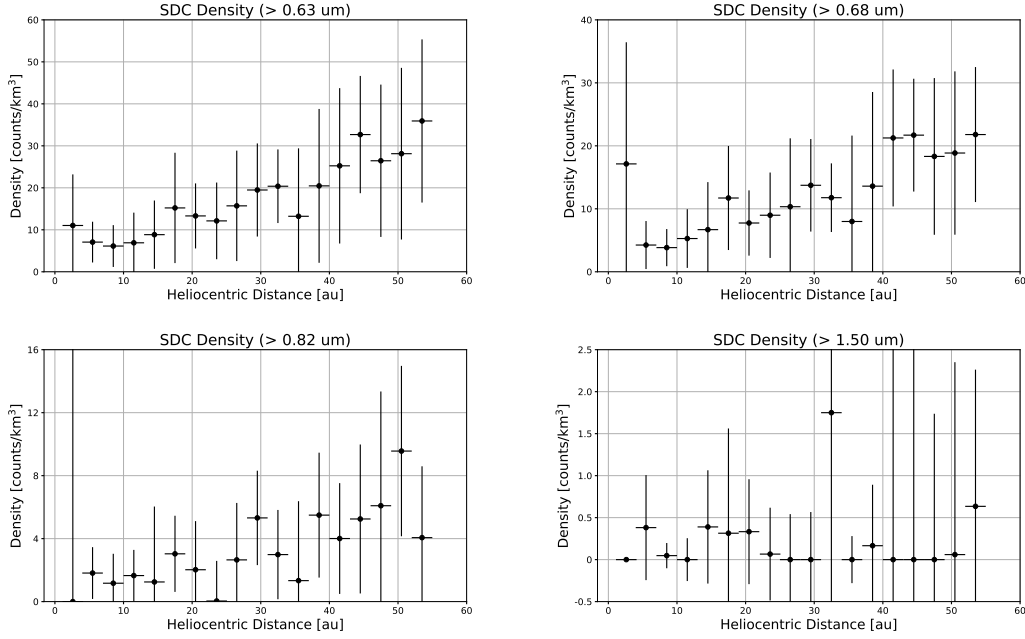 SDC Density (> 0.63 um)
60
50
40
30
20
10
0
Density [counts/km³]
0 10 20 30 40 50 60
Heliocentric Distance [au]
SDC Density (> 0.68 um)
40
30
20
10
0
Density [counts/km³]
0 10 20 30 40 50 60
Heliocentric Distance [au]
SDC Density (> 0.82 um)
16
12
8
4
0
Density [counts/km³]
0 10 20 30 40 50 60
Heliocentric Distance [au]
SDC Density (> 1.50 um)
2.5
2.0
1.5
1.0
0.5
0.0
-0.5
Density [counts/km³]
0 10 20 30 40 50 60
Heliocentric Distance [au]